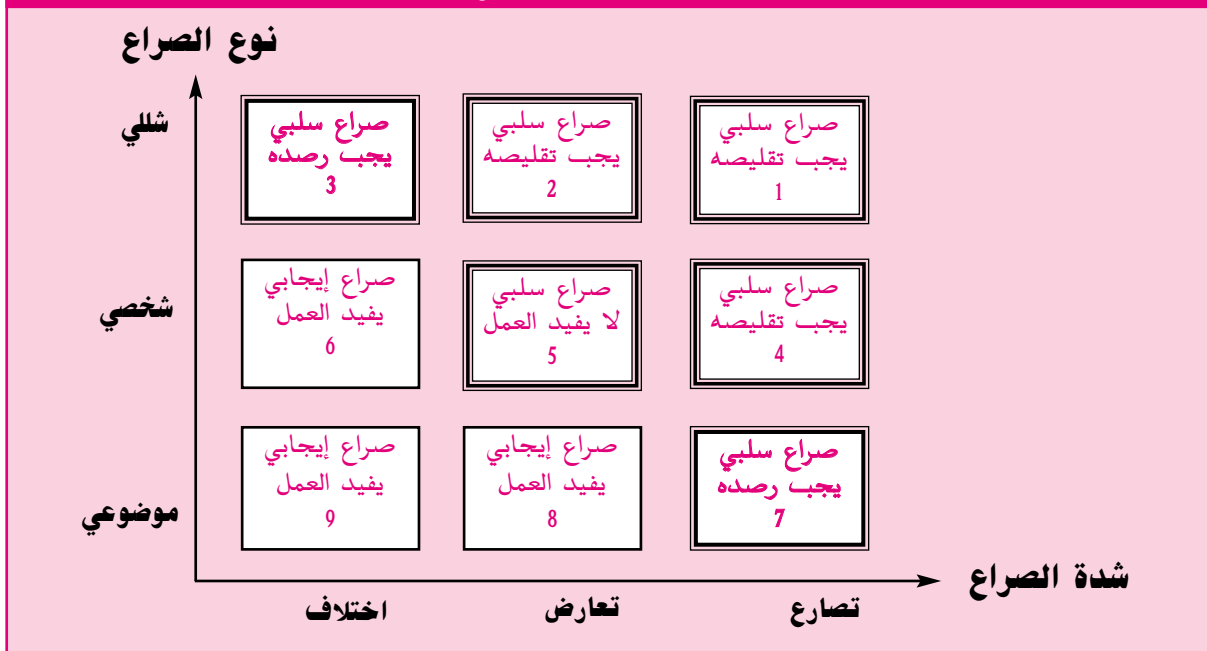 نوع الصراع
شللي
صراع سلبي
يجب تقليصه
1
صراع سلبي
يجب تقليصه
2
صراع سلبي
يجب رصده
3
شخصي
صراع سلبي
يجب تقليصه
4
صراع سلبي
لا يفيد العمل
5
صراع إيجابي
يفيد العمل
6
موضوعي
صراع سلبي
يجب رصده
7
صراع إيجابي
يفيد العمل
8
صراع إيجابي
يفيد العمل
9
شدة الصراع
تصارع
تعارض
اختلاف